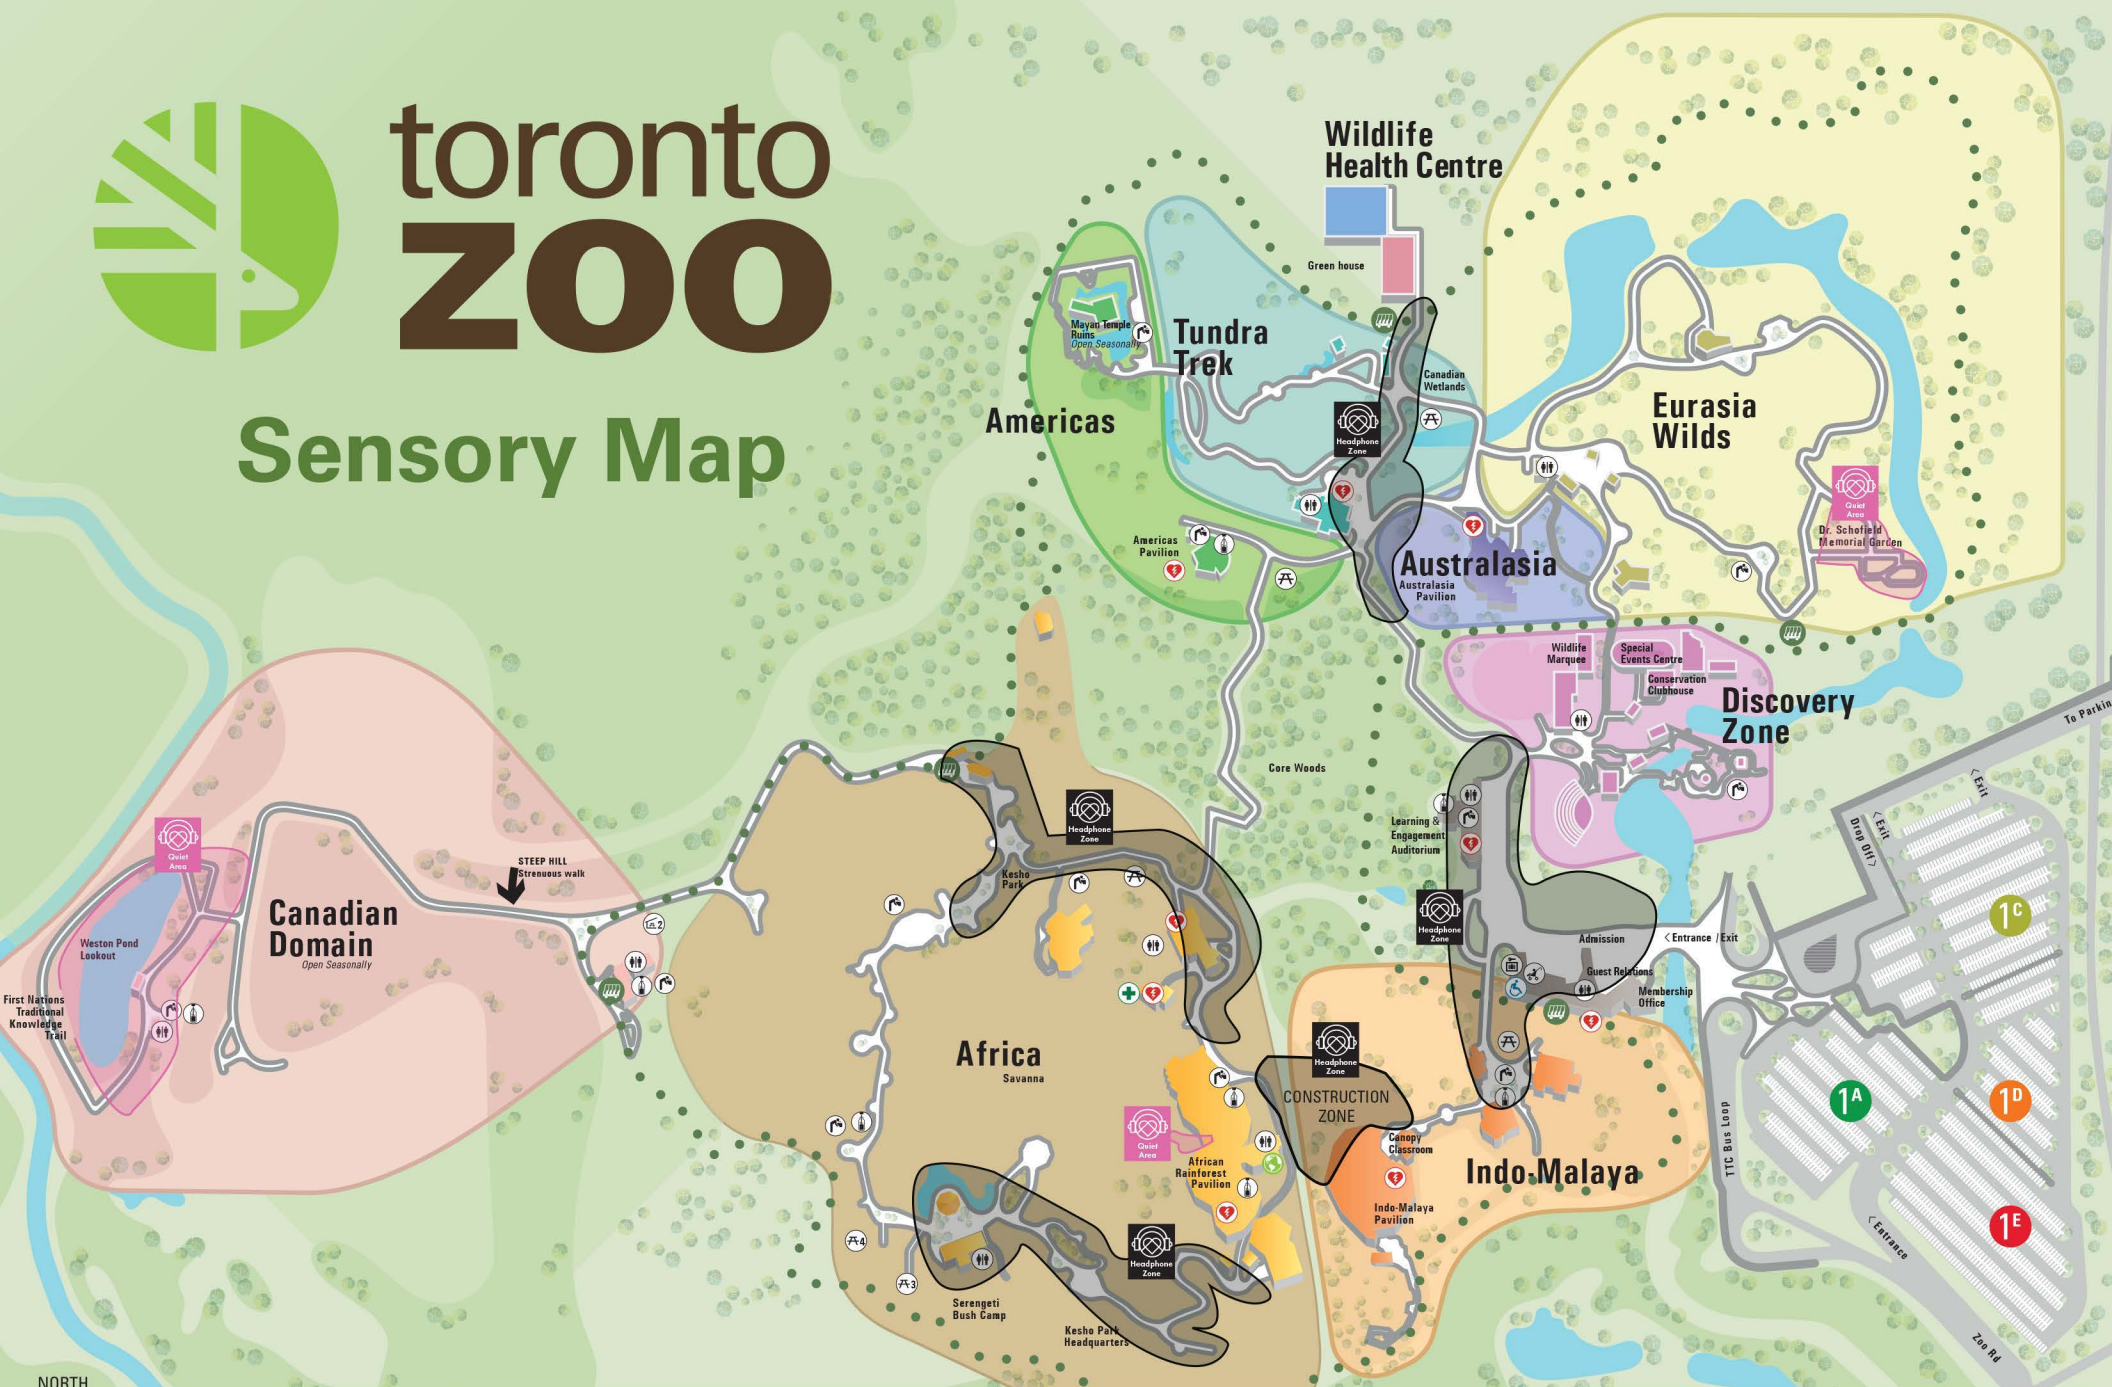 toronto
zoo
Sensory Map
Wildlife
Health Centre
Green house
Mayan Temple
Ruins
Open Seasonally
Tundra
Trek
Canadian
Wetlands
Americas
Headphone
Zone
Eurasia
Wilds
Quiet
Area
Dr. Schofield
Memorial Garden
Americas
Pavilion
Australasia
Australasia
Pavilion
Wildlife
Marquee
Special
Events Centre
Conservation
Clubhouse
Discovery
Zone
To Parkin
Core Woods
Headphone
Zone
Learning &
Engagement
Auditorium
< Exit
< Exit
Drop Off >
STEEP HILL
Strenuous walk
Quiet
Area
Kesho
Park
Canadian
Domain
Open Seasonally
Weston Pond
Lookout
2
Headphone
Zone
Admission
< Entrance / Exit
Guest Relations
Membership
Office
1C
First Nations
Traditional
Knowledge
Trail
Africa
Savanna
Headphone
Zone
CONSTRUCTION
ZONE
1A
1D
TTC Bus Loop
Quiet
Area
African
Rainforest
Pavilion
Canopy
Classroom
Indo-Malaya
Indo-Malaya
Pavilion
1E
< Entrance
4
3
Headphone
Zone
Serengeti
Bush Camp
Kesho Park
Headquarters
Zoo Rd
NORTH